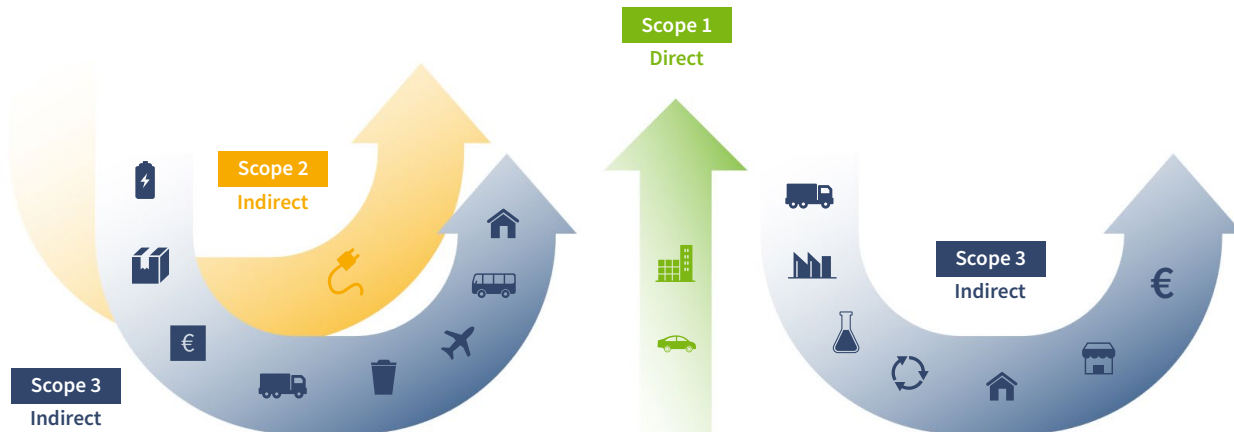 Scope 1
Direct
Scope 2
Indirect
Scope 3
Indirect
€
Scope 3
Indirect
€